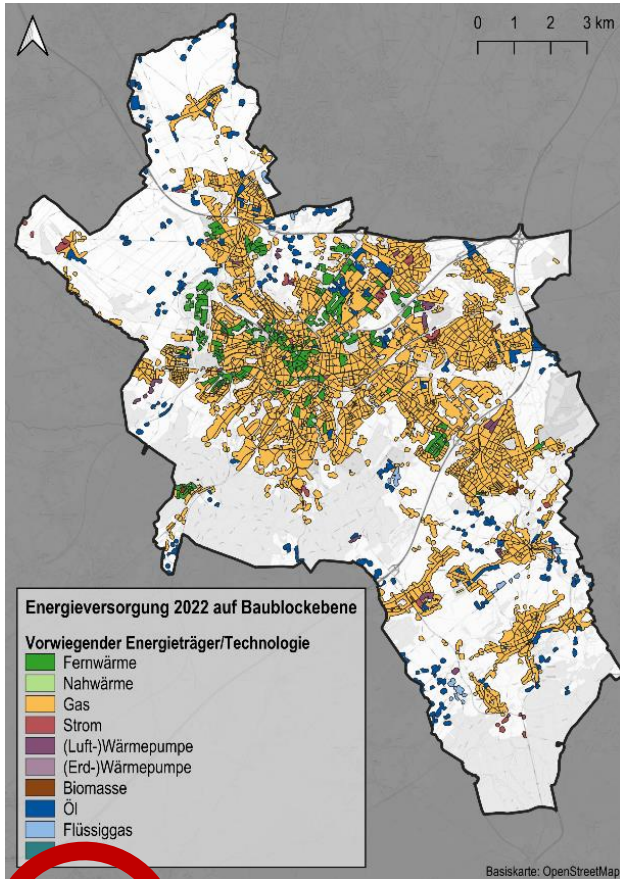 0 1 2 3 km
Energieversorgung 2022 auf Baublockebene
Vorwiegender Energieträger/Technologie
Fernwärme
Nahwärme
Gas
Strom
(Luft-)Wärmepumpe
(Erd-)Wärmepumpe
Biomasse
Öl
Flüssiggas
Basiskarte: OpenStreetMap